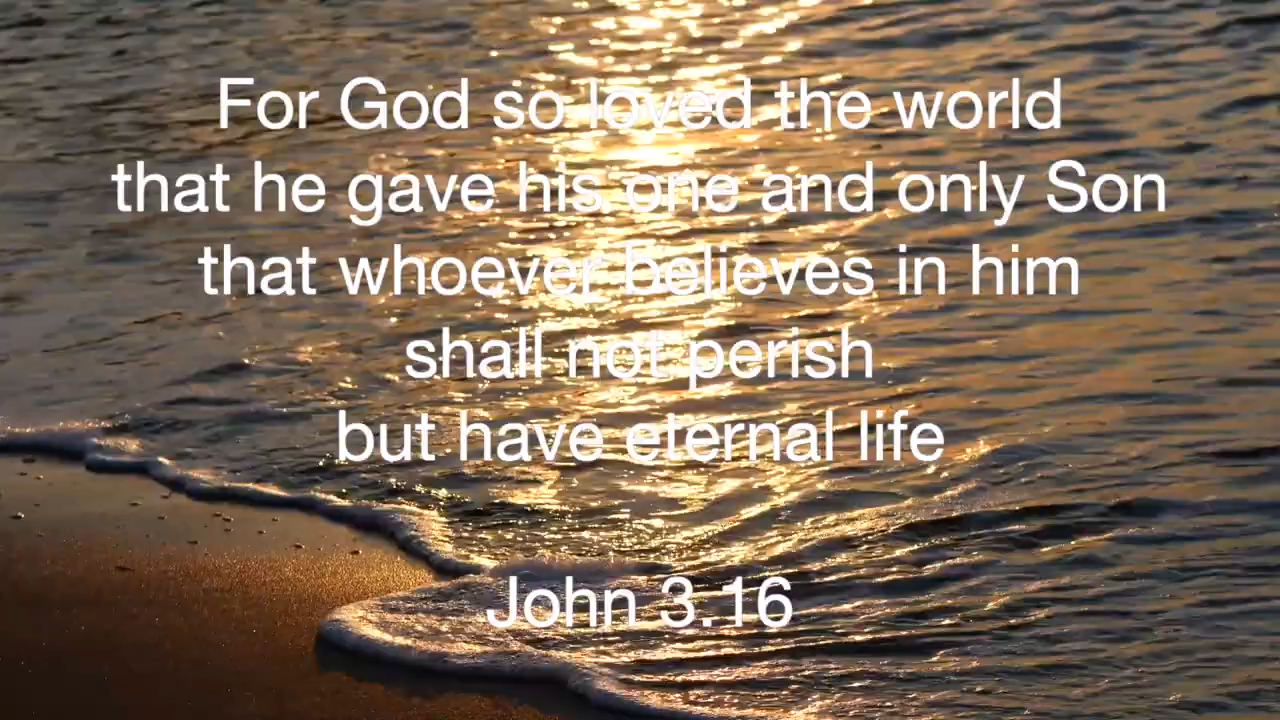 For God so loved the world
that he gave his one and only Son
that whoever believes in him
shall not perish
but have eternal life
John 3.16